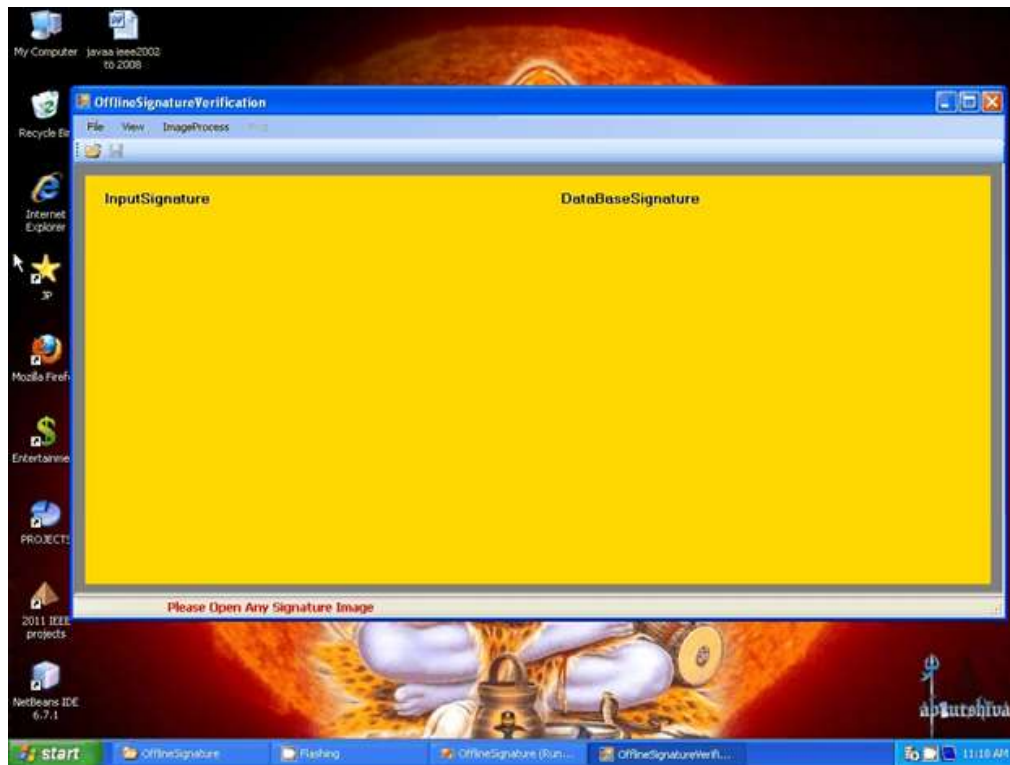 My Computer
javaa ieee2002
to 2008
OfflineSignatureVerification
Recycle Bin
File View ImageProcess
InputSignature
DataBaseSignature
Internet
Explorer
JP
Mozilla Firef
Entertainme
PROJECTS
Please Open Any Signature Image
2011 IEEE
projects
NetBeans IDE
6.7.1
start
OfflineSignature
Flashing
OfflineSignature (Run...
OfflineSignatureVerifi...
11:18 AM